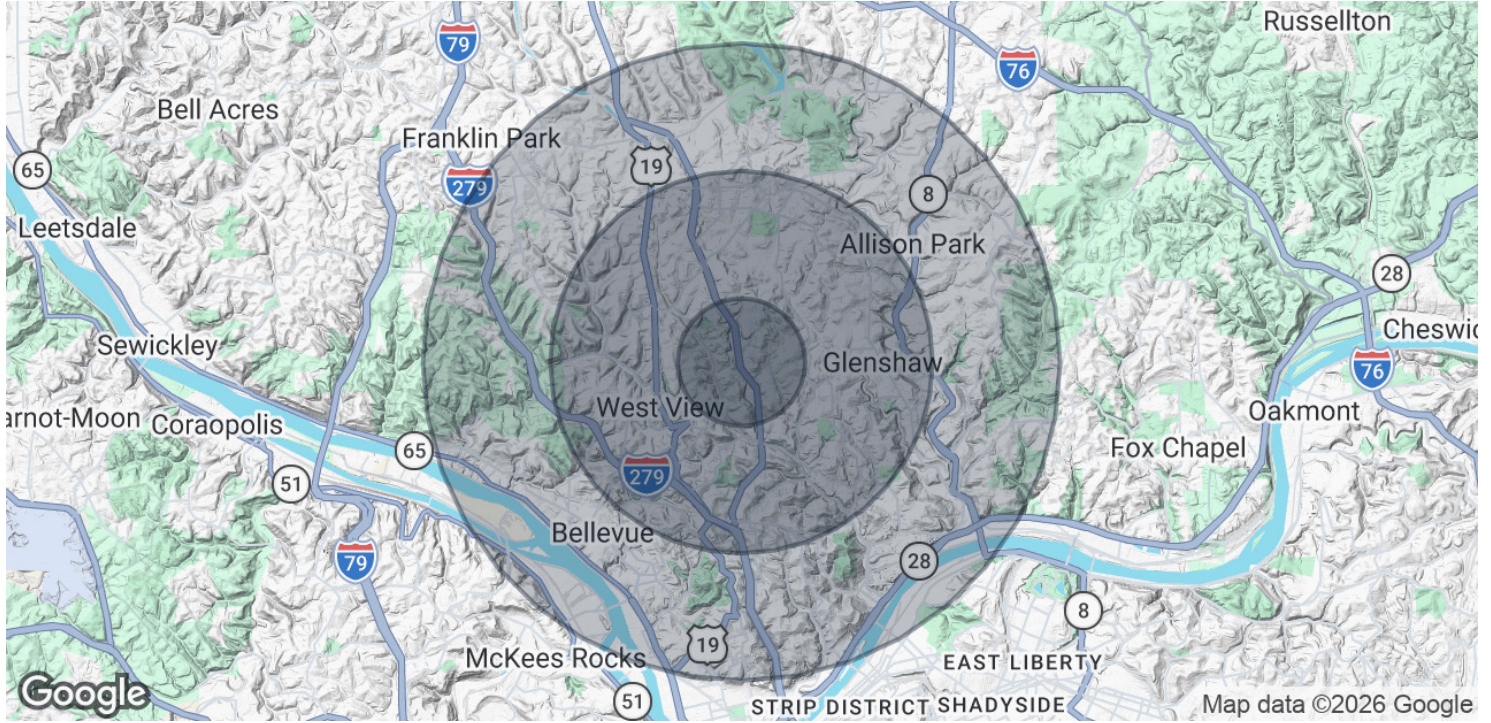 Russellton
79
76
Bell Acres
Franklin Park
19
65
279
8
Leetsdale
Allison Park
28
Cheswic
Sewickley
Glenshaw
76
West View
Oakmont
arnot-Moon
Coraopolis
65
Fox Chapel
51
279
Bellevue
79
28
8
19
McKees Rocks
EAST LIBERTY
51
STRIP DISTRICT
SHADYSIDE
Google
Map data ©2026 Google